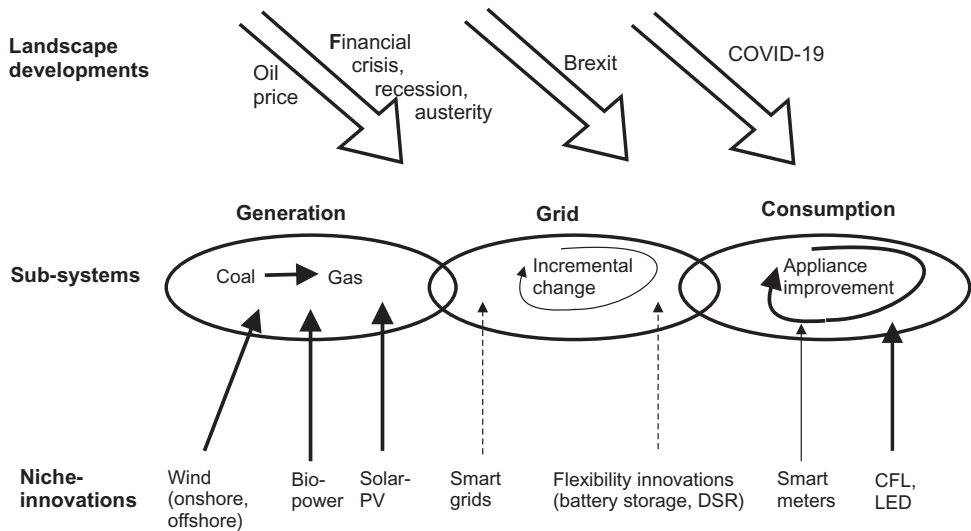 Landscape
developments
Oil
price
Financial
crisis,
recession,
austerity
Brexit
COVID-19
Generation
Grid
Consumption
Sub-systems
Coal
Gas
Incremental
change
Appliance
improvement
Niche-
innovations
Wind
(onshore,
offshore)
Bio-
power
Solar-
PV
Smart
grids
Flexibility innovations
(battery storage, DSR)
Smart
meters
CFL,
LED